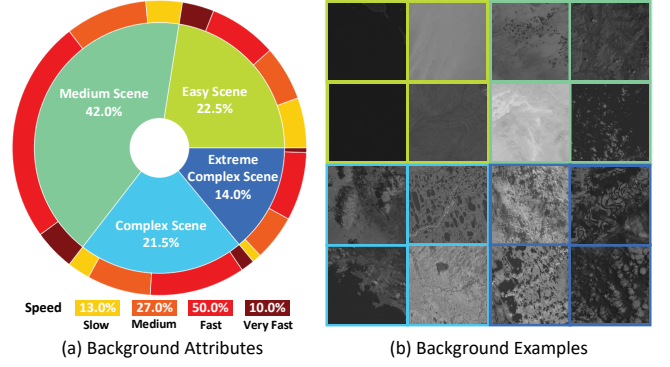 Medium Scene
42.0%
Easy Scene
22.5%
Extreme
Complex Scene
14.0%
Complex Scene
21.5%
Speed 13.0% 27.0% 50.0% 10.0%
Slow Medium Fast Very Fast
(a) Background Attributes
(b) Background Examples